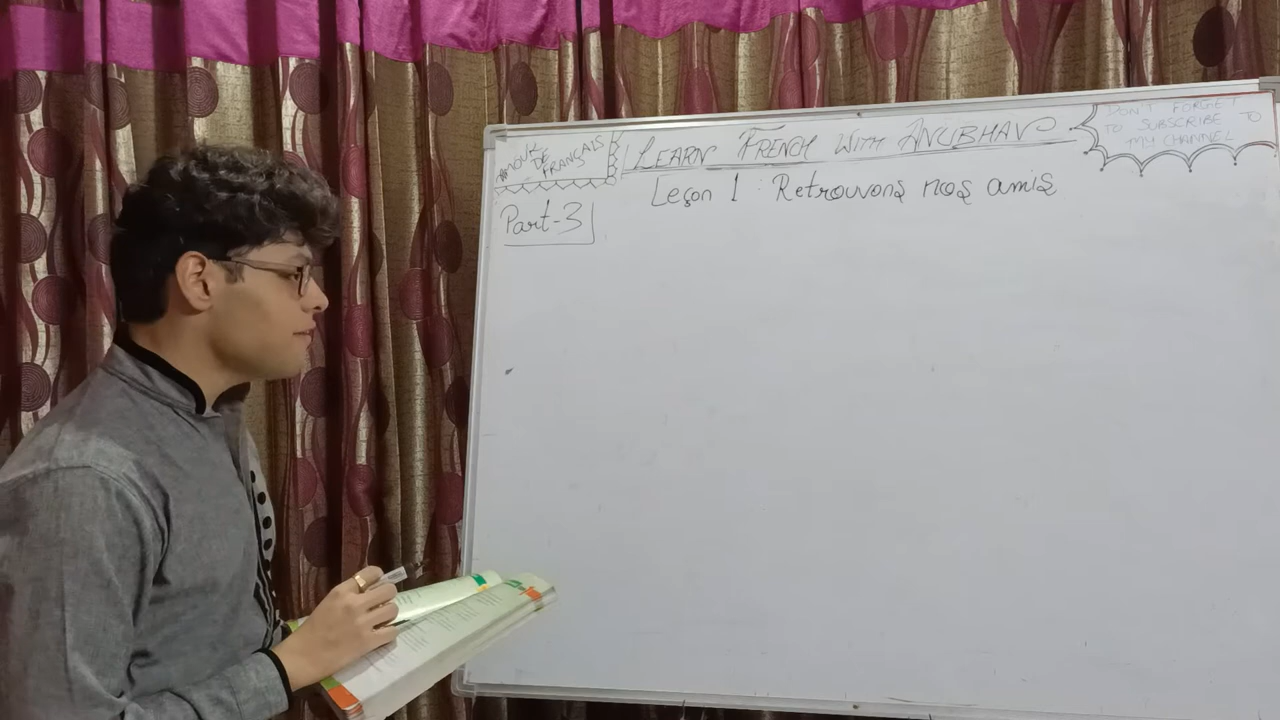 AMOUR
DE
FRANÇAIS
LEARN FRENCH WITH ANUBHAV
DON'T FORGET
TO SUBSCRIBE TO
MY CHANNEL
Leçon 1 : Retrouvons nos amis
Part-3